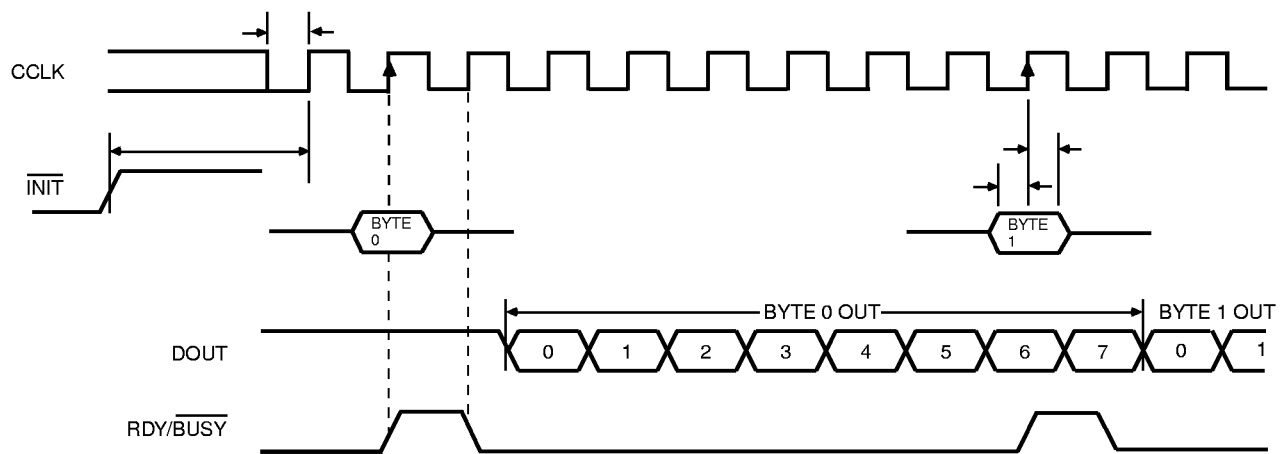 CCLK
INIT
BYTE
0
BYTE
1
BYTE 0 OUT
BYTE 1 OUT
DOUT
0 1 2 3 4 5 6 7 0 1
RDY/BUSY